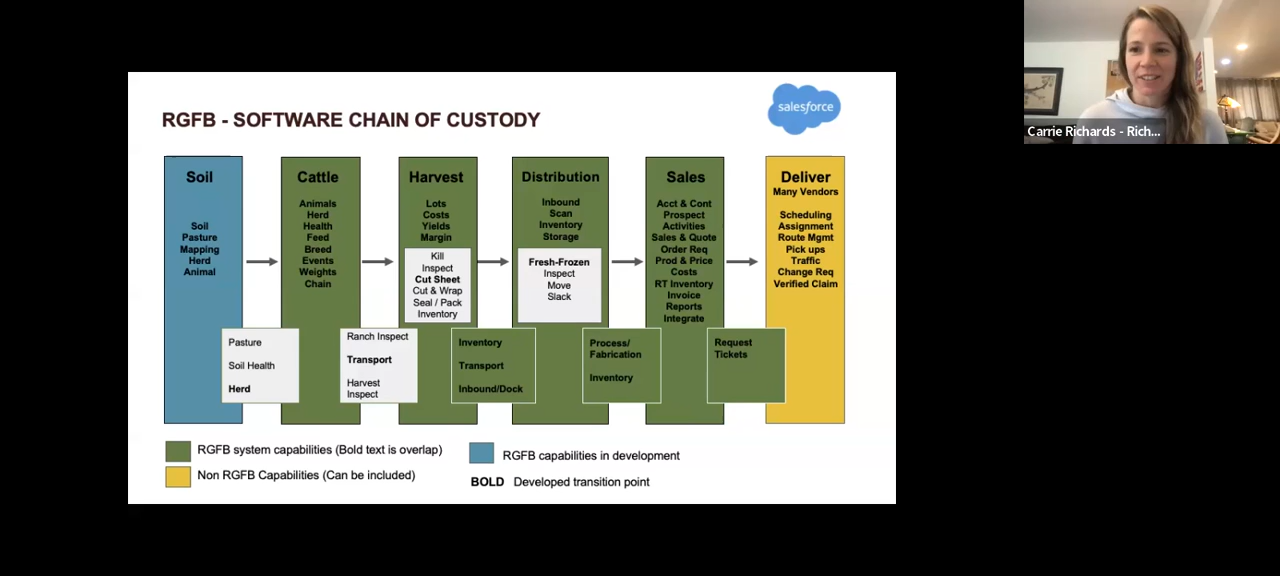 salesforce
RGFB - SOFTWARE CHAIN OF CUSTODY
Carrie Richards - Rich...
Soil
Soil
Pasture
Mapping
Herd
Animal
Pasture
Soil Health
Herd
Cattle
Animals
Herd
Health
Feed
Breed
Events
Weights
Chain
Ranch Inspect
Transport
Harvest
Inspect
Harvest
Lots
Costs
Yields
Margin
Kill
Inspect
Cut Sheet
Cut & Wrap
Seal / Pack
Inventory
Inventory
Transport
Inbound/Dock
Distribution
Inbound
Scan
Inventory
Storage
Fresh-Frozen
Inspect
Move
Slack
Process/
Fabrication
Inventory
Sales
Acct & Cont
Prospect
Activities
Sales & Quote
Order Req
Prod & Price
Costs
RT Inventory
Invoice
Reports
Integrate
Request
Tickets
Deliver
Many Vendors
Scheduling
Assignment
Route Mgmt
Pick ups
Traffic
Change Req
Verified Claim
RGFB system capabilities (Bold text is overlap)
RGFB capabilities in development
Non RGFB Capabilities (Can be included)
BOLD Developed transition point